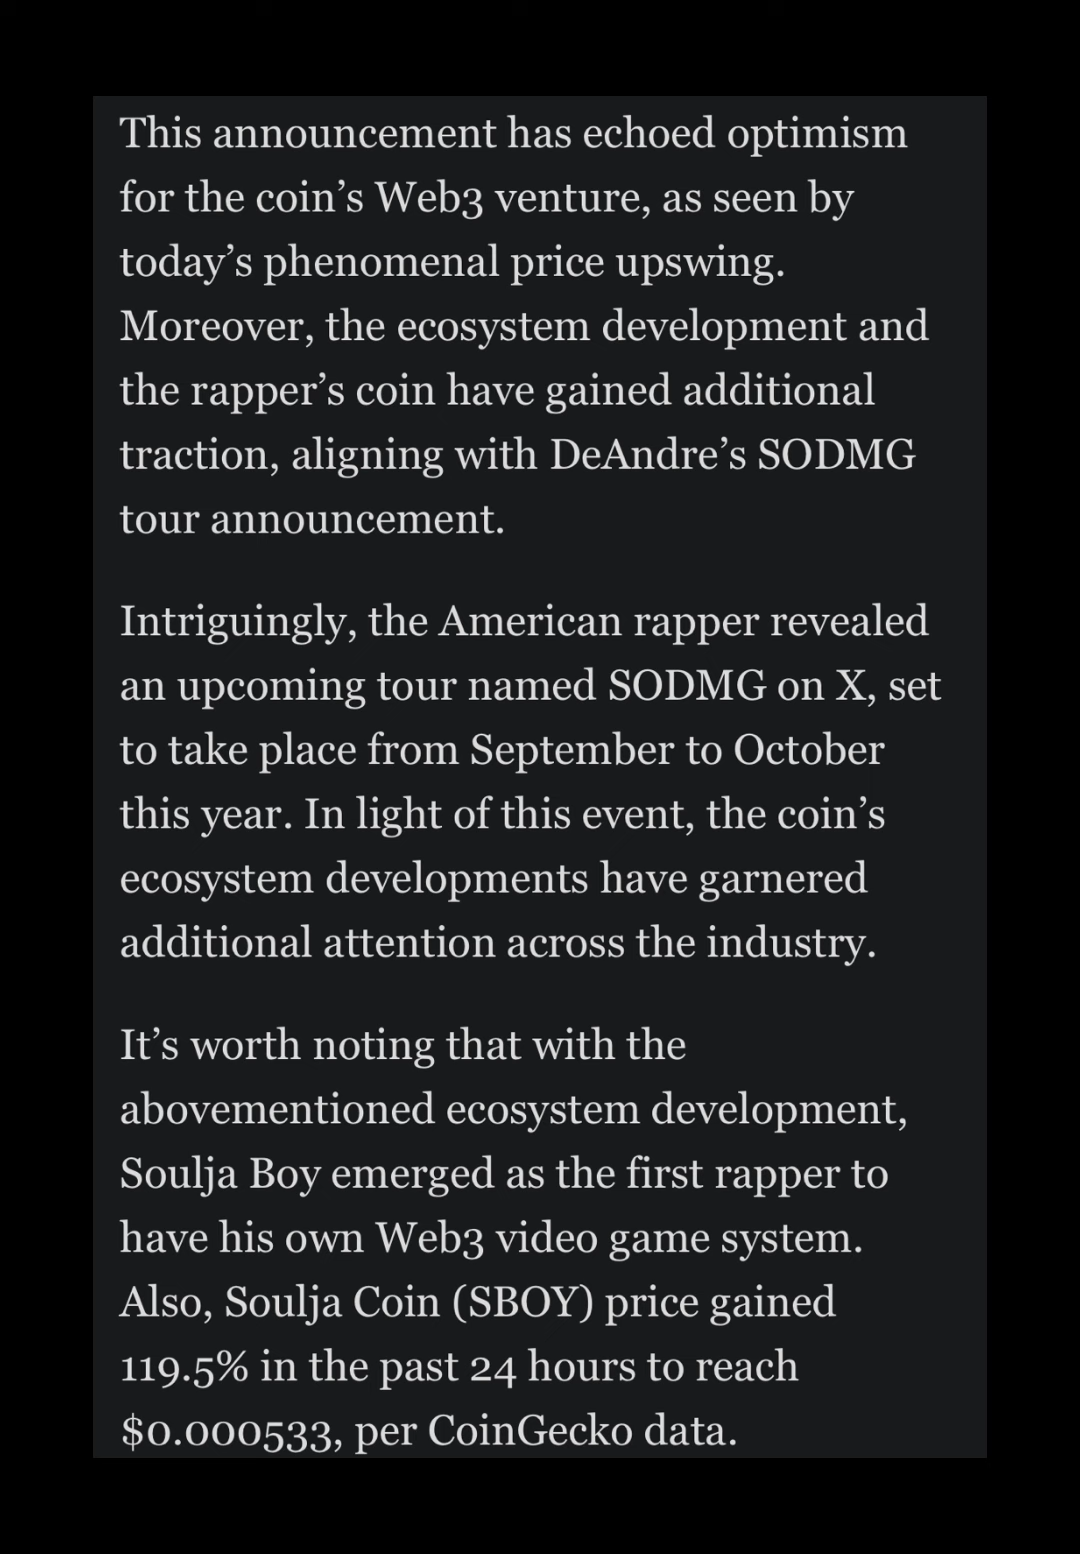 This announcement has echoed optimism
for the coin’s Web3 venture, as seen by
today’s phenomenal price upswing.
Moreover, the ecosystem development and
the rapper’s coin have gained additional
traction, aligning with DeAndre’s SODMG
tour announcement.
Intriguingly, the American rapper revealed
an upcoming tour named SODMG on X, set
to take place from September to October
this year. In light of this event, the coin’s
ecosystem developments have garnered
additional attention across the industry.
It’s worth noting that with the
abovementioned ecosystem development,
Soulja Boy emerged as the first rapper to
have his own Web3 video game system.
Also, Soulja Coin (SBOY) price gained
119.5% in the past 24 hours to reach
$0.000533, per CoinGecko data.